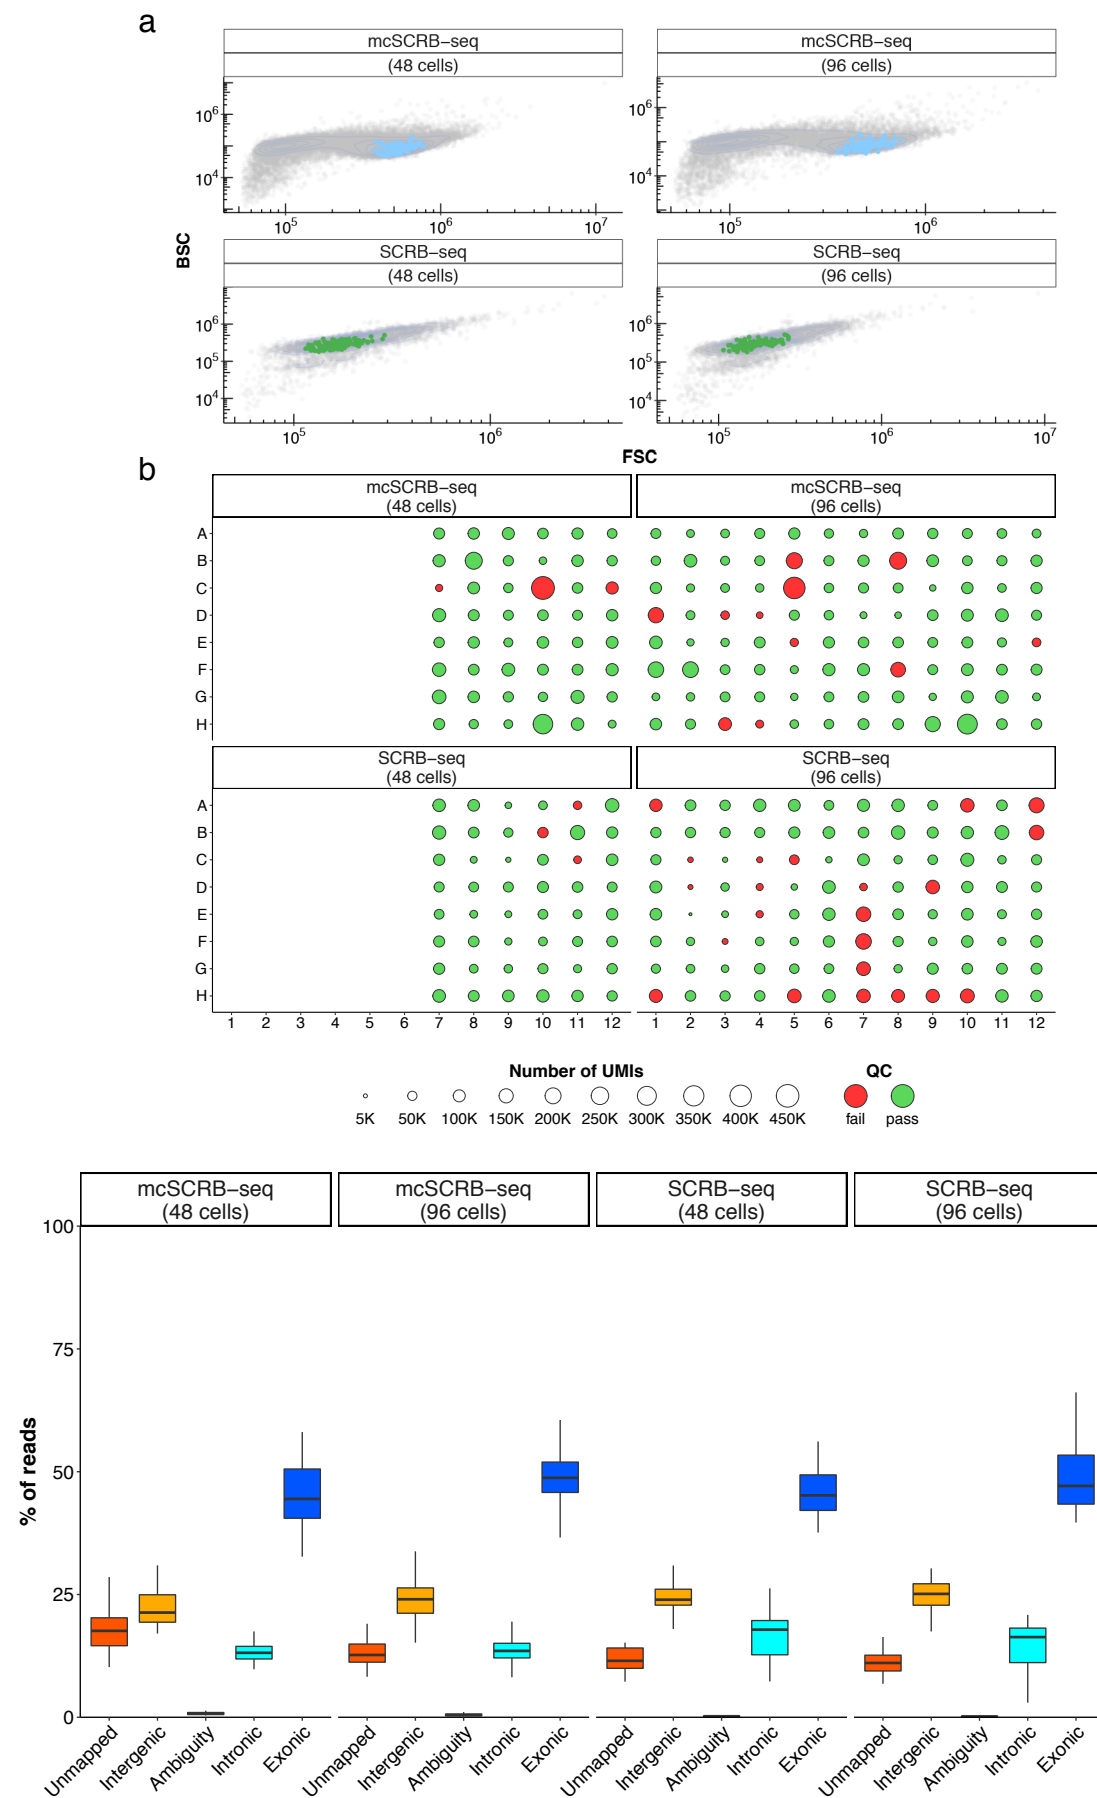 a
mcSCRB−seq
(48 cells)
mcSCRB−seq
(96 cells)
10^6
10^4
10^5 10^6 10^7
10^6
10^4
10^5 10^6
BSC
SCRB−seq
(48 cells)
SCRB−seq
(96 cells)
10^6
10^5
10^4
10^5 10^6
10^6
10^5
10^4
10^5 10^6 10^7
FSC
b
mcSCRB−seq
(48 cells)
mcSCRB−seq
(96 cells)
A
B
C
D
E
F
G
H
SCRB−seq
(48 cells)
SCRB−seq
(96 cells)
A
B
C
D
E
F
G
H
1 2 3 4 5 6 7 8 9 10 11 12 1 2 3 4 5 6 7 8 9 10 11 12
Number of UMIs
5K 50K 100K 150K 200K 250K 300K 350K 400K 450K
QC
fail pass
mcSCRB−seq
(48 cells)
mcSCRB−seq
(96 cells)
SCRB−seq
(48 cells)
SCRB−seq
(96 cells)
100
75
50
25
0
% of reads
Unmapped Intergenic Ambiguity Intronic Exonic Unmapped Intergenic Ambiguity Intronic Exonic Unmapped Intergenic Ambiguity Intronic Exonic Unmapped Intergenic Ambiguity Intronic Exonic